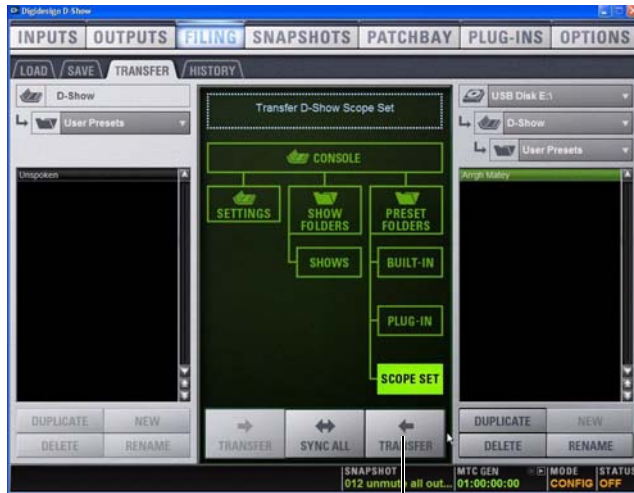 Digidesign D-Show
INPUTS OUTPUTS FILING SNAPSHOTS PATCHBAY PLUG-INS OPTIONS
LOAD SAVE TRANSFER HISTORY
D-Show
User Presets
Unspoken
DUPLICATE NEW
DELETE RENAME
Transfer D-Show Scope Set
CONSOLE
SETTINGS
SHOW FOLDERS
PRESET FOLDERS
SHOWS
BUILT-IN
PLUG-IN
SCOPE SET
TRANSFER SYNC ALL TRANSFER
USB Disk E:\
D-Show
User Presets
Arrgh Matey
DUPLICATE NEW
DELETE RENAME
SNAPSHOT
012 unmute all out...
MTC GEN
01:00:00:00
MODE
CONFIG
STATUS
OFF